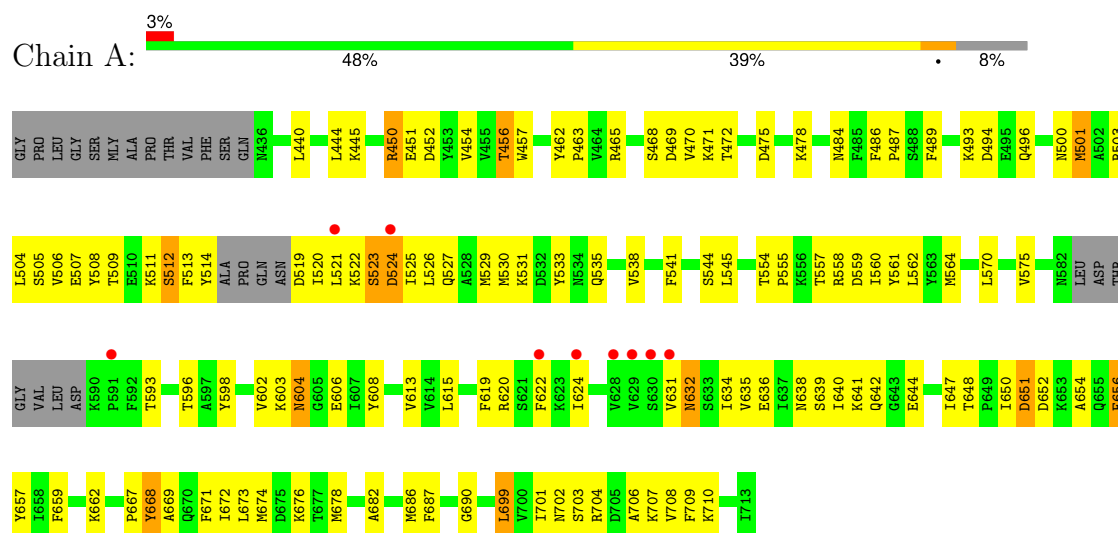 3%
Chain A:
48% 39% • 8%
GLY PRO LEU GLY SER MLY ALA PRO THR VAL PHE SER GLN N436 L440 L444 K445 R450 E451 D452 Y453 V454 V455 T456 W457 Y462 P463 V464 R465 S468 D469 V470 K471 T472 D475 K478 N484 F485 F486 P487 S488 F489 K493 D494 E495 Q496 N500 M501 A502
L504 S505 V506 E507 Y508 T509 E510 K511 S512 F513 Y514 ALA PRO GLN ASN D519 I520 L521 K522 S523 D524 I525 L526 Q527 A528 M529 M530 K531 D532 Y533 N534 Q535 V538 F541 S544 L545 T554 P555 K556 T557 R558 D559 I560 Y561 L562 Y563 M564 L570 V575 N582 LEU ASP THR
GLY VAL LEU ASP K590 P591 F592 T593 T596 A597 Y598 V602 K603 N604 G605 E606 I607 Y608 V613 V614 L615 F619 R620 S621 F622 K623 I624 V628 V629 S630 V631 N632 S633 I634 V635 E636 I637 N638 S639 I640 K641 Q642 G643 E644 I647 T648 P649 I650 D651 D652 K653 A654 Q655
Y657 I658 F659 K662 P667 Y668 A669 Q670 F671 I672 L673 M674 D675 K676 T677 M678 A682 M686 F687 G690 L699 V700 I701 N702 S703 R704 D705 A706 K707 V708 F709 K710 I713